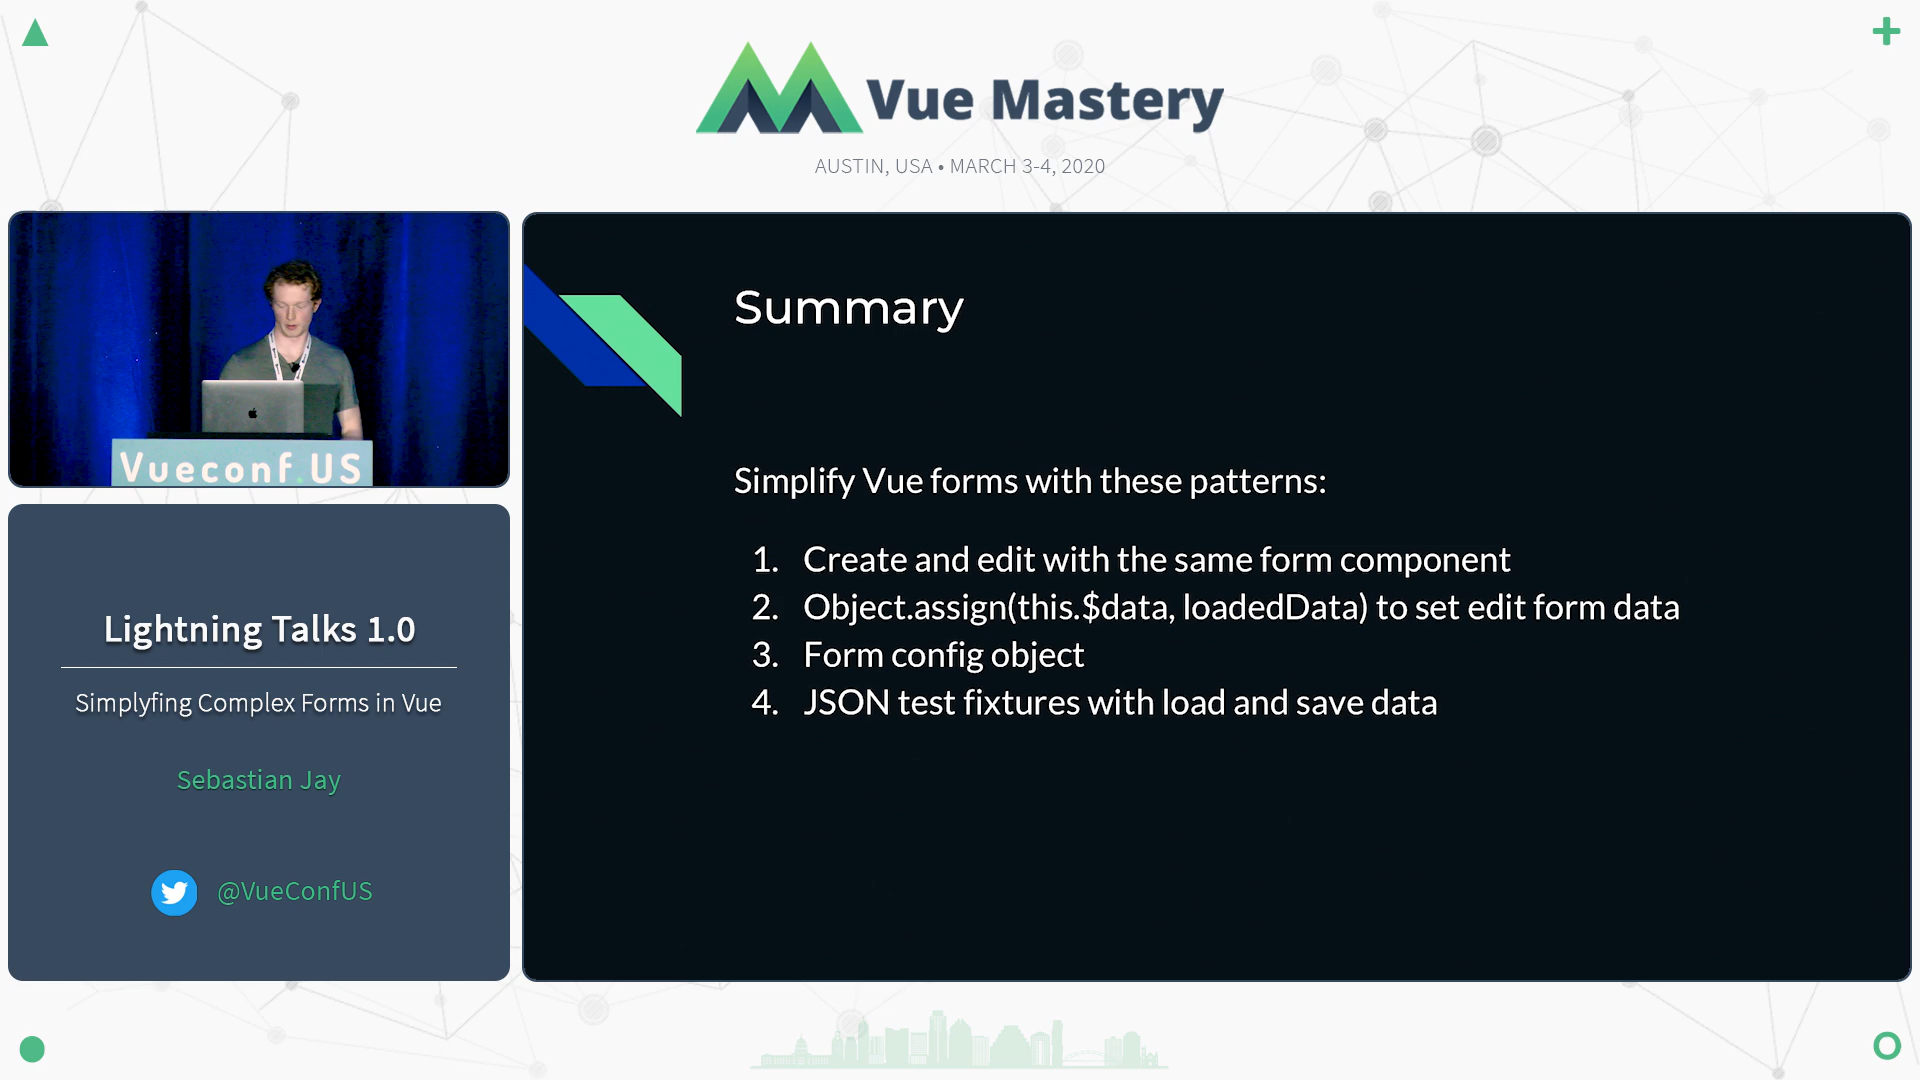 Vue Mastery
AUSTIN, USA • MARCH 3-4, 2020
Vueconf.US
Lightning Talks 1.0
Simplyfing Complex Forms in Vue
Sebastian Jay
@VueConfUS
Summary
Simplify Vue forms with these patterns:
1. Create and edit with the same form component
2. Object.assign(this.$data, loadedData) to set edit form data
3. Form config object
4. JSON test fixtures with load and save data